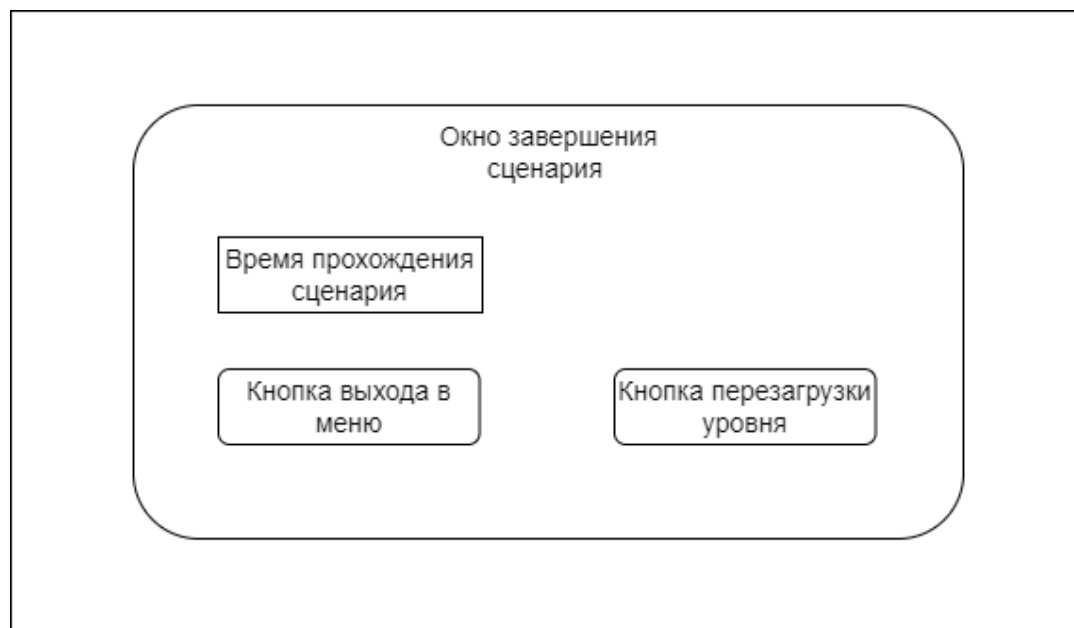 Окно завершения
сценария
Время прохождения
сценария
Кнопка выхода в
меню
Кнопка перезагрузки
уровня